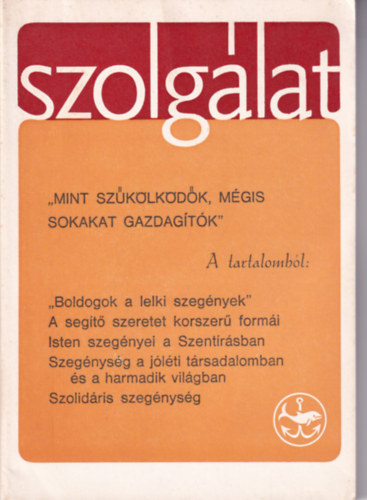 szolgálat
„MINT SZŰKÖLKÖDŐK, MÉGIS
SOKAKAT GAZDAGÍTÓK”
A tartalomból:
„Boldogok a lelki szegények”
A segitő szeretet korszerű formái
Isten szegényei a Szentírásban
Szegénység a jóléti társadalomban
és a harmadik világban
Szolidáris szegénység